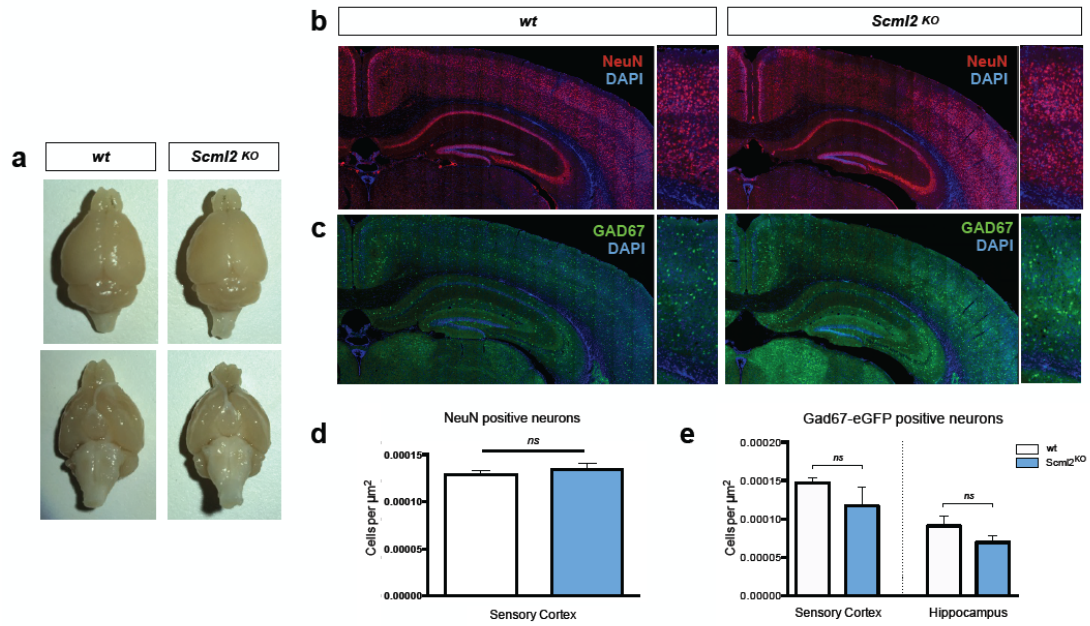 a
wt
Scml2 KO
b
wt
Scml2 KO
NeuN
DAPI
NeuN
DAPI
c
GAD67
DAPI
GAD67
DAPI
d
NeuN positive neurons
ns
0.00015
0.00010
0.00005
0.00000
Cells per µm²
Sensory Cortex
e
Gad67-eGFP positive neurons
wt
Scml2KO
ns
ns
0.00020
0.00015
0.00010
0.00005
0.00000
Cells per µm²
Sensory Cortex
Hippocampus